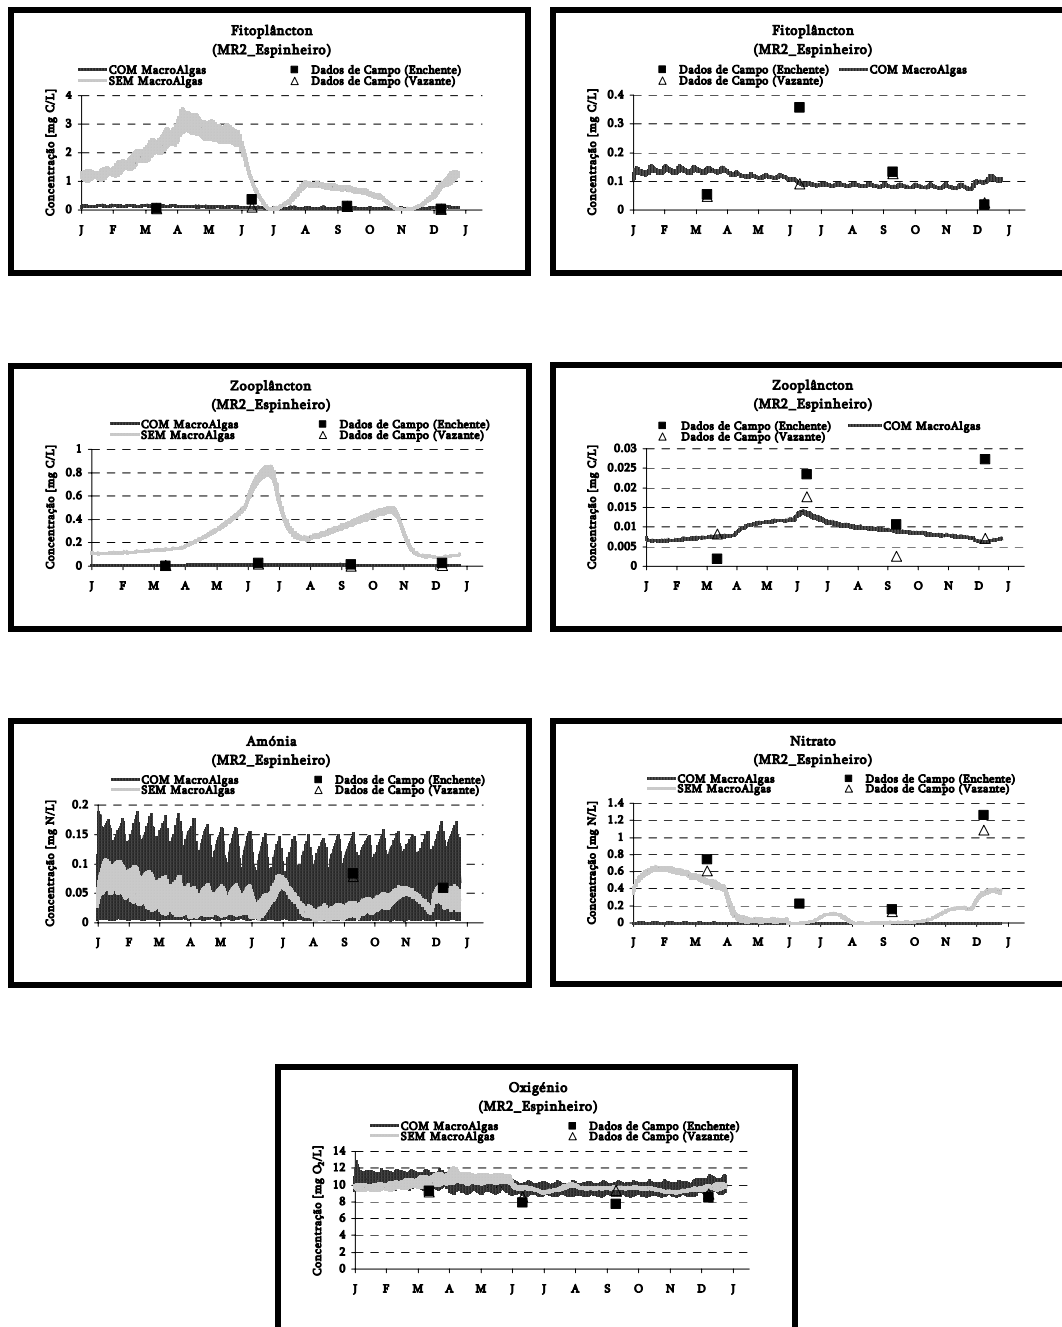 Fitoplâncton
(MR2_Espinheiro)
COM MacroAlgas
SEM MacroAlgas
Dados de Campo (Enchente)
Dados de Campo (Vazante)
Concentração [mg C/L]
4
3
2
1
0
J F M A M J J A S O N D J
Fitoplâncton
(MR2_Espinheiro)
Dados de Campo (Enchente)
COM MacroAlgas
Dados de Campo (Vazante)
Concentração [mg C/L]
0.4
0.3
0.2
0.1
0
J F M A M J J A S O N D J
Zooplâncton
(MR2_Espinheiro)
COM MacroAlgas
SEM MacroAlgas
Dados de Campo (Enchente)
Dados de Campo (Vazante)
Concentração [mg C/L]
1
0.8
0.6
0.4
0.2
0
J F M A M J J A S O N D J
Zooplâncton
(MR2_Espinheiro)
Dados de Campo (Enchente)
COM MacroAlgas
Dados de Campo (Vazante)
Concentração [mg C/L]
0.03
0.025
0.02
0.015
0.01
0.005
0
J F M A M J J A S O N D J
Amónia
(MR2_Espinheiro)
COM MacroAlgas
SEM MacroAlgas
Dados de Campo (Enchente)
Dados de Campo (Vazante)
Concentração [mg N/L]
0.2
0.15
0.1
0.05
0
J F M A M J J A S O N D J
Nitrato
(MR2_Espinheiro)
COM MacroAlgas
SEM MacroAlgas
Dados de Campo (Enchente)
Dados de Campo (Vazante)
Concentração [mg N/L]
1.4
1.2
1
0.8
0.6
0.4
0.2
0
J F M A M J J A S O N D J
Oxigénio
(MR2_Espinheiro)
COM MacroAlgas
SEM MacroAlgas
Dados de Campo (Enchente)
Dados de Campo (Vazante)
Concentração [mg O₂/L]
14
12
10
8
6
4
2
0
J F M A M J J A S O N D J